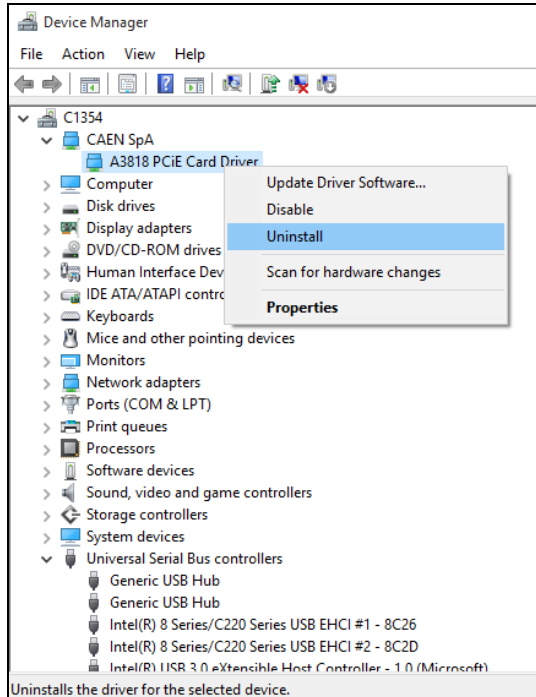 Device Manager
File Action View Help
C1354
CAEN SpA
A3818 PCiE Card Driver
Computer
Disk drives
Display adapters
DVD/CD-ROM drives
Human Interface Dev
IDE ATA/ATAPI contro
Keyboards
Mice and other pointing devices
Monitors
Network adapters
Ports (COM & LPT)
Print queues
Processors
Software devices
Sound, video and game controllers
Storage controllers
System devices
Universal Serial Bus controllers
Generic USB Hub
Generic USB Hub
Intel(R) 8 Series/C220 Series USB EHCI #1 - 8C26
Intel(R) 8 Series/C220 Series USB EHCI #2 - 8C2D
Intel(R) USB 3.0 eXtensible Host Controller - 1.0 (Microsoft)
Update Driver Software...
Disable
Uninstall
Scan for hardware changes
Properties
Uninstalls the driver for the selected device.